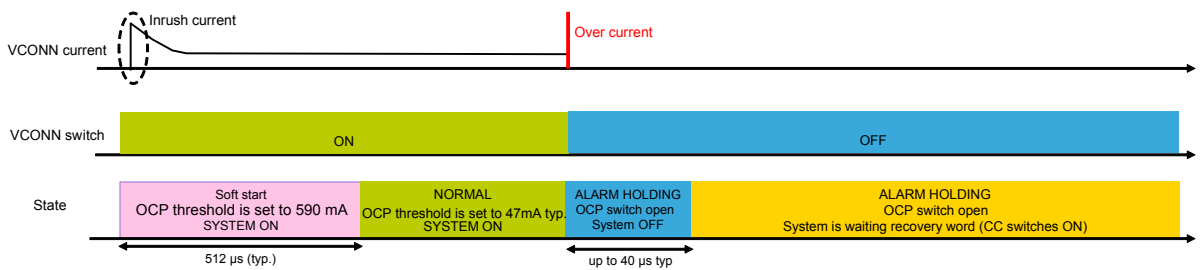 Inrush current
Over current
VCONN current
VCONN switch
ON
OFF
State
Soft start
OCP threshold is set to 590 mA
SYSTEM ON
NORMAL
OCP threshold is set to 47mA typ.
SYSTEM ON
ALARM HOLDING
OCP switch open
System OFF
ALARM HOLDING
OCP switch open
System is waiting recovery word (CC switches ON)
512 µs (typ.)
up to 40 µs typ